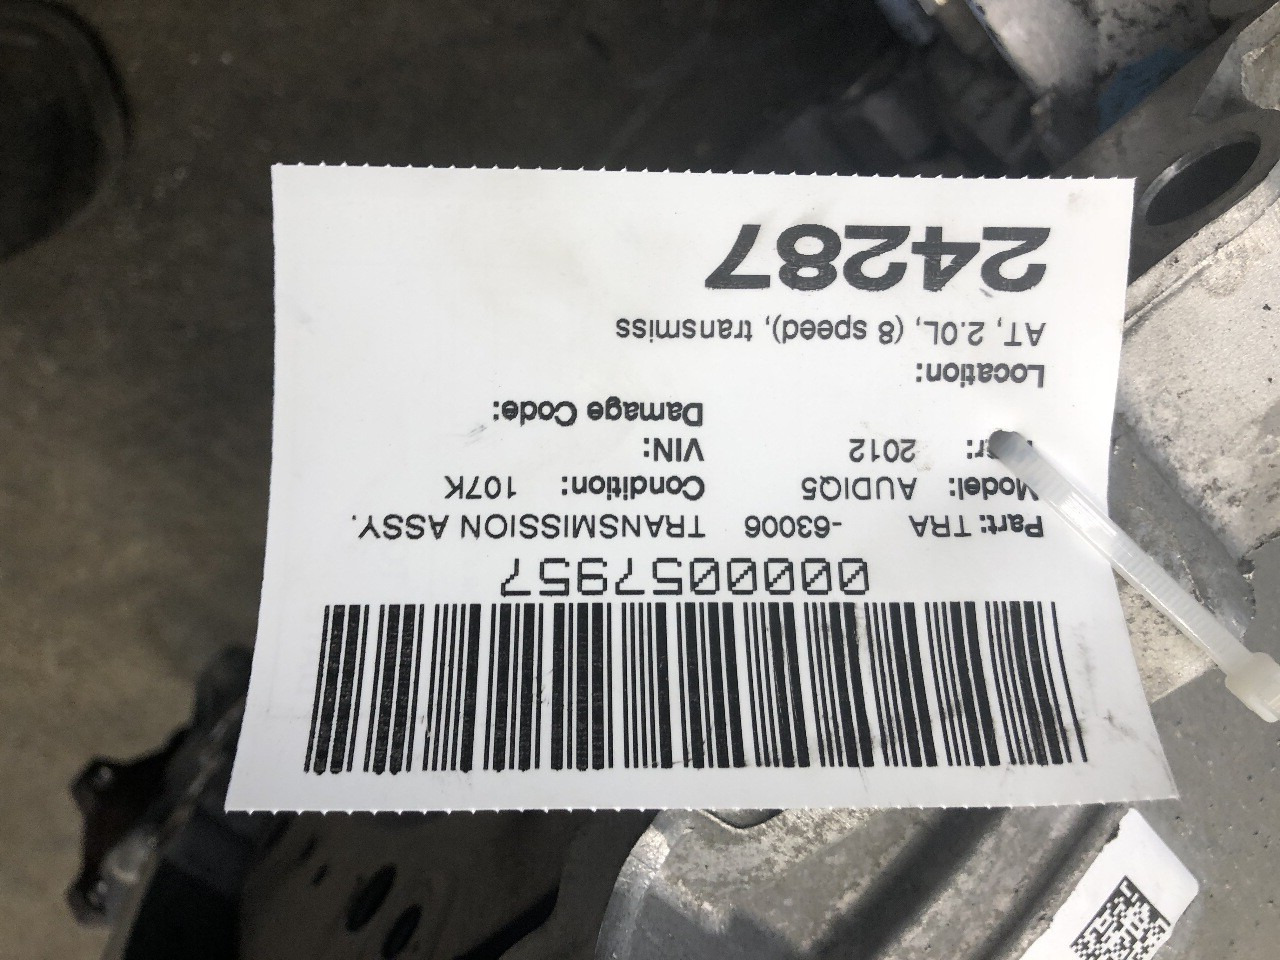 0000057957
Part: TRA -63006 TRANSMISSION ASSY.
Model: AUDIQ5 Condition: 107K
2012 VIN:
Damage Code:
Location:
AT, 2.0L, (8 speed), transmiss
24287